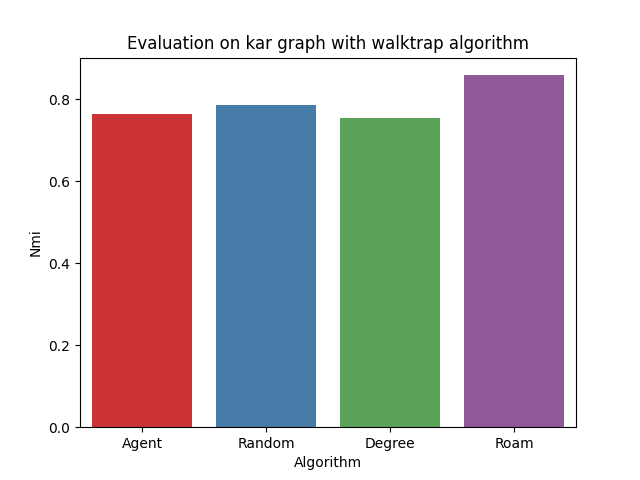 Evaluation on kar graph with walktrap algorithm
Nmi
0.8
0.6
0.4
0.2
0.0
Agent Random Degree Roam
Algorithm